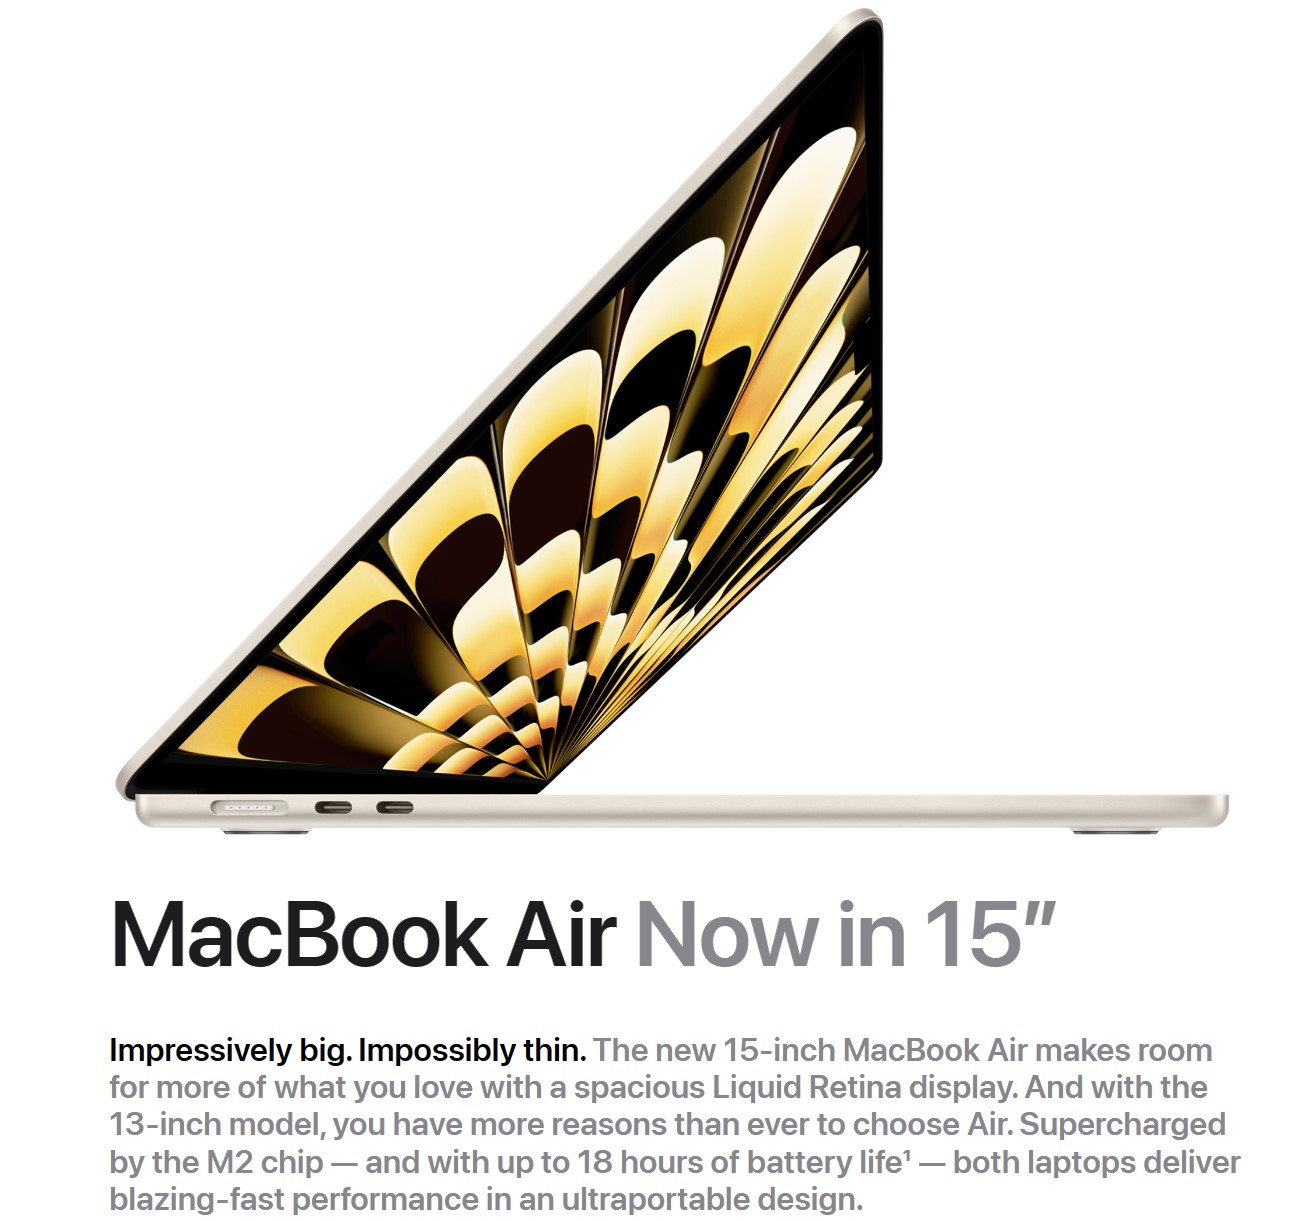 MacBook Air Now in 15″
Impressively big. Impossibly thin. The new 15-inch MacBook Air makes room
for more of what you love with a spacious Liquid Retina display. And with the
13-inch model, you have more reasons than ever to choose Air. Supercharged
by the M2 chip — and with up to 18 hours of battery life¹ — both laptops deliver
blazing-fast performance in an ultraportable design.